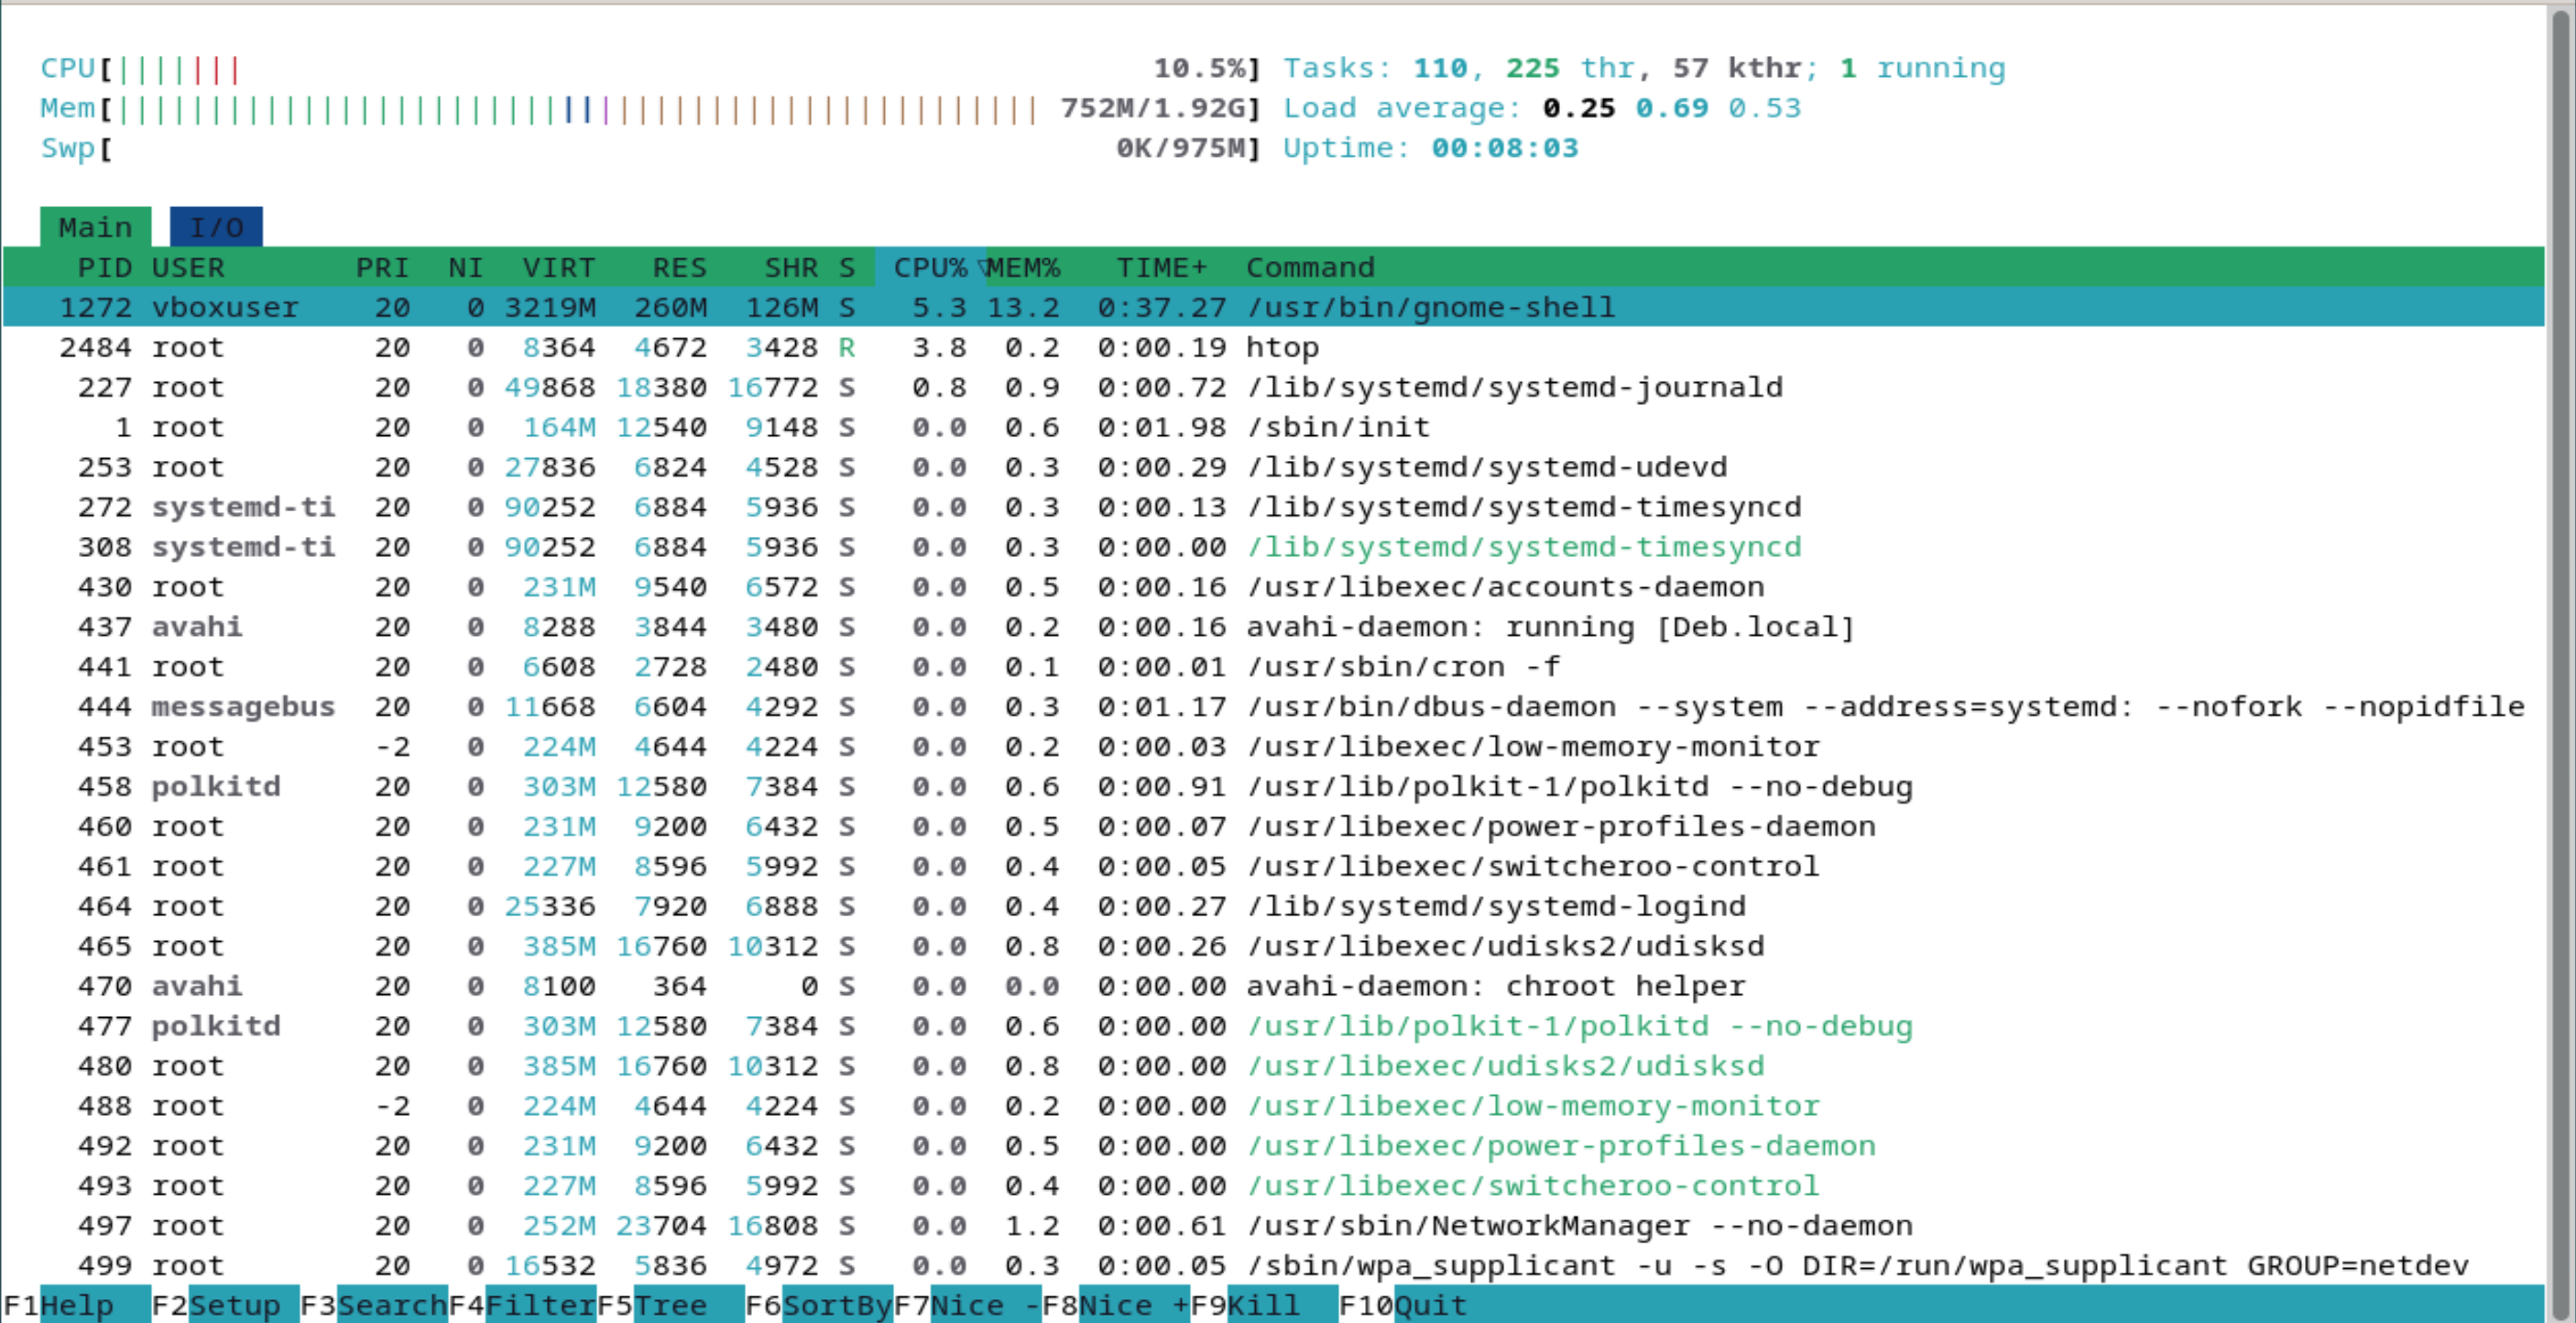 CPU[||||||| 10.5%] Tasks: 110, 225 thr, 57 kthr; 1 running
Mem[|||||||||||||||||||||||||||||||||||||||||||||||||| 752M/1.92G] Load average: 0.25 0.69 0.53
Swp[ 0K/975M] Uptime: 00:08:03
Main I/O
PID USER PRI NI VIRT RES SHR S CPU%▽MEM% TIME+ Command
1272 vboxuser 20 0 3219M 260M 126M S 5.3 13.2 0:37.27 /usr/bin/gnome-shell
2484 root 20 0 8364 4672 3428 R 3.8 0.2 0:00.19 htop
227 root 20 0 49868 18380 16772 S 0.8 0.9 0:00.72 /lib/systemd/systemd-journald
1 root 20 0 164M 12540 9148 S 0.0 0.6 0:01.98 /sbin/init
253 root 20 0 27836 6824 4528 S 0.0 0.3 0:00.29 /lib/systemd/systemd-udevd
272 systemd-ti 20 0 90252 6884 5936 S 0.0 0.3 0:00.13 /lib/systemd/systemd-timesyncd
308 systemd-ti 20 0 90252 6884 5936 S 0.0 0.3 0:00.00 /lib/systemd/systemd-timesyncd
430 root 20 0 231M 9540 6572 S 0.0 0.5 0:00.16 /usr/libexec/accounts-daemon
437 avahi 20 0 8288 3844 3480 S 0.0 0.2 0:00.16 avahi-daemon: running [Deb.local]
441 root 20 0 6608 2728 2480 S 0.0 0.1 0:00.01 /usr/sbin/cron -f
444 messagebus 20 0 11668 6604 4292 S 0.0 0.3 0:01.17 /usr/bin/dbus-daemon --system --address=systemd: --nofork --nopidfile
453 root -2 0 224M 4644 4224 S 0.0 0.2 0:00.03 /usr/libexec/low-memory-monitor
458 polkitd 20 0 303M 12580 7384 S 0.0 0.6 0:00.91 /usr/lib/polkit-1/polkitd --no-debug
460 root 20 0 231M 9200 6432 S 0.0 0.5 0:00.07 /usr/libexec/power-profiles-daemon
461 root 20 0 227M 8596 5992 S 0.0 0.4 0:00.05 /usr/libexec/switcheroo-control
464 root 20 0 25336 7920 6888 S 0.0 0.4 0:00.27 /lib/systemd/systemd-logind
465 root 20 0 385M 16760 10312 S 0.0 0.8 0:00.26 /usr/libexec/udisks2/udisksd
470 avahi 20 0 8100 364 0 S 0.0 0.0 0:00.00 avahi-daemon: chroot helper
477 polkitd 20 0 303M 12580 7384 S 0.0 0.6 0:00.00 /usr/lib/polkit-1/polkitd --no-debug
480 root 20 0 385M 16760 10312 S 0.0 0.8 0:00.00 /usr/libexec/udisks2/udisksd
488 root -2 0 224M 4644 4224 S 0.0 0.2 0:00.00 /usr/libexec/low-memory-monitor
492 root 20 0 231M 9200 6432 S 0.0 0.5 0:00.00 /usr/libexec/power-profiles-daemon
493 root 20 0 227M 8596 5992 S 0.0 0.4 0:00.00 /usr/libexec/switcheroo-control
497 root 20 0 252M 23704 16808 S 0.0 1.2 0:00.61 /usr/sbin/NetworkManager --no-daemon
499 root 20 0 16532 5836 4972 S 0.0 0.3 0:00.05 /sbin/wpa_supplicant -u -s -O DIR=/run/wpa_supplicant GROUP=netdev
F1Help F2Setup F3SearchF4FilterF5Tree F6SortByF7Nice -F8Nice +F9Kill F10Quit